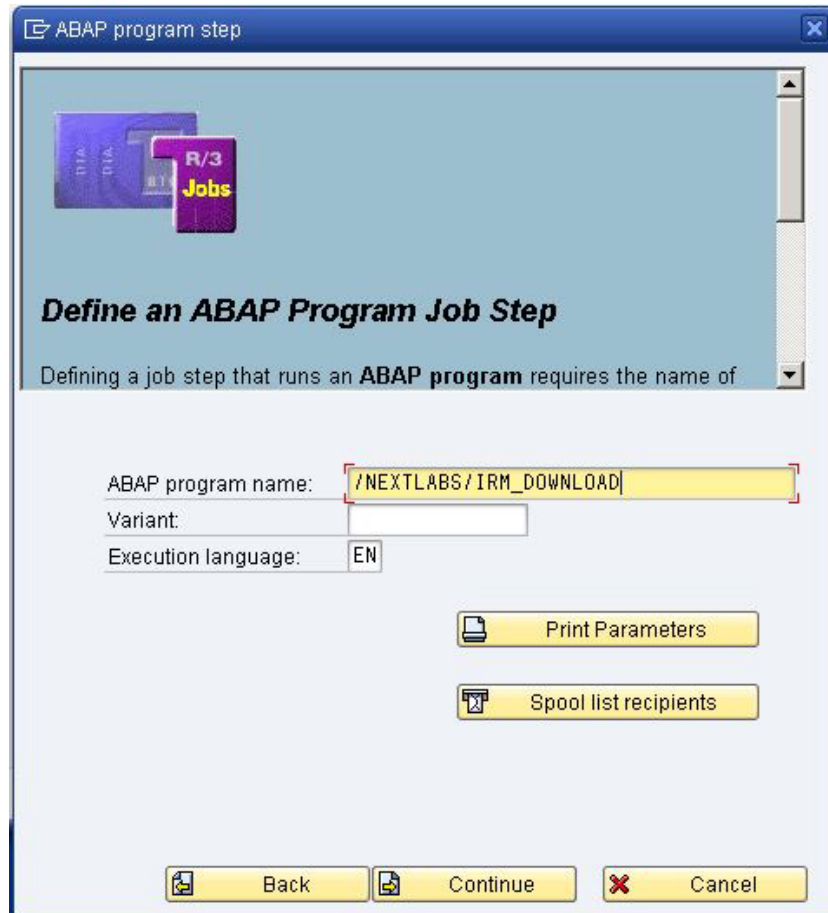 ABAP program step
R/3
Jobs
Define an ABAP Program Job Step
Defining a job step that runs an ABAP program requires the name of
ABAP program name: /NEXTLABS/IRM_DOWNLOAD
Variant:
Execution language: EN
Print Parameters
Spool list recipients
Back Continue Cancel